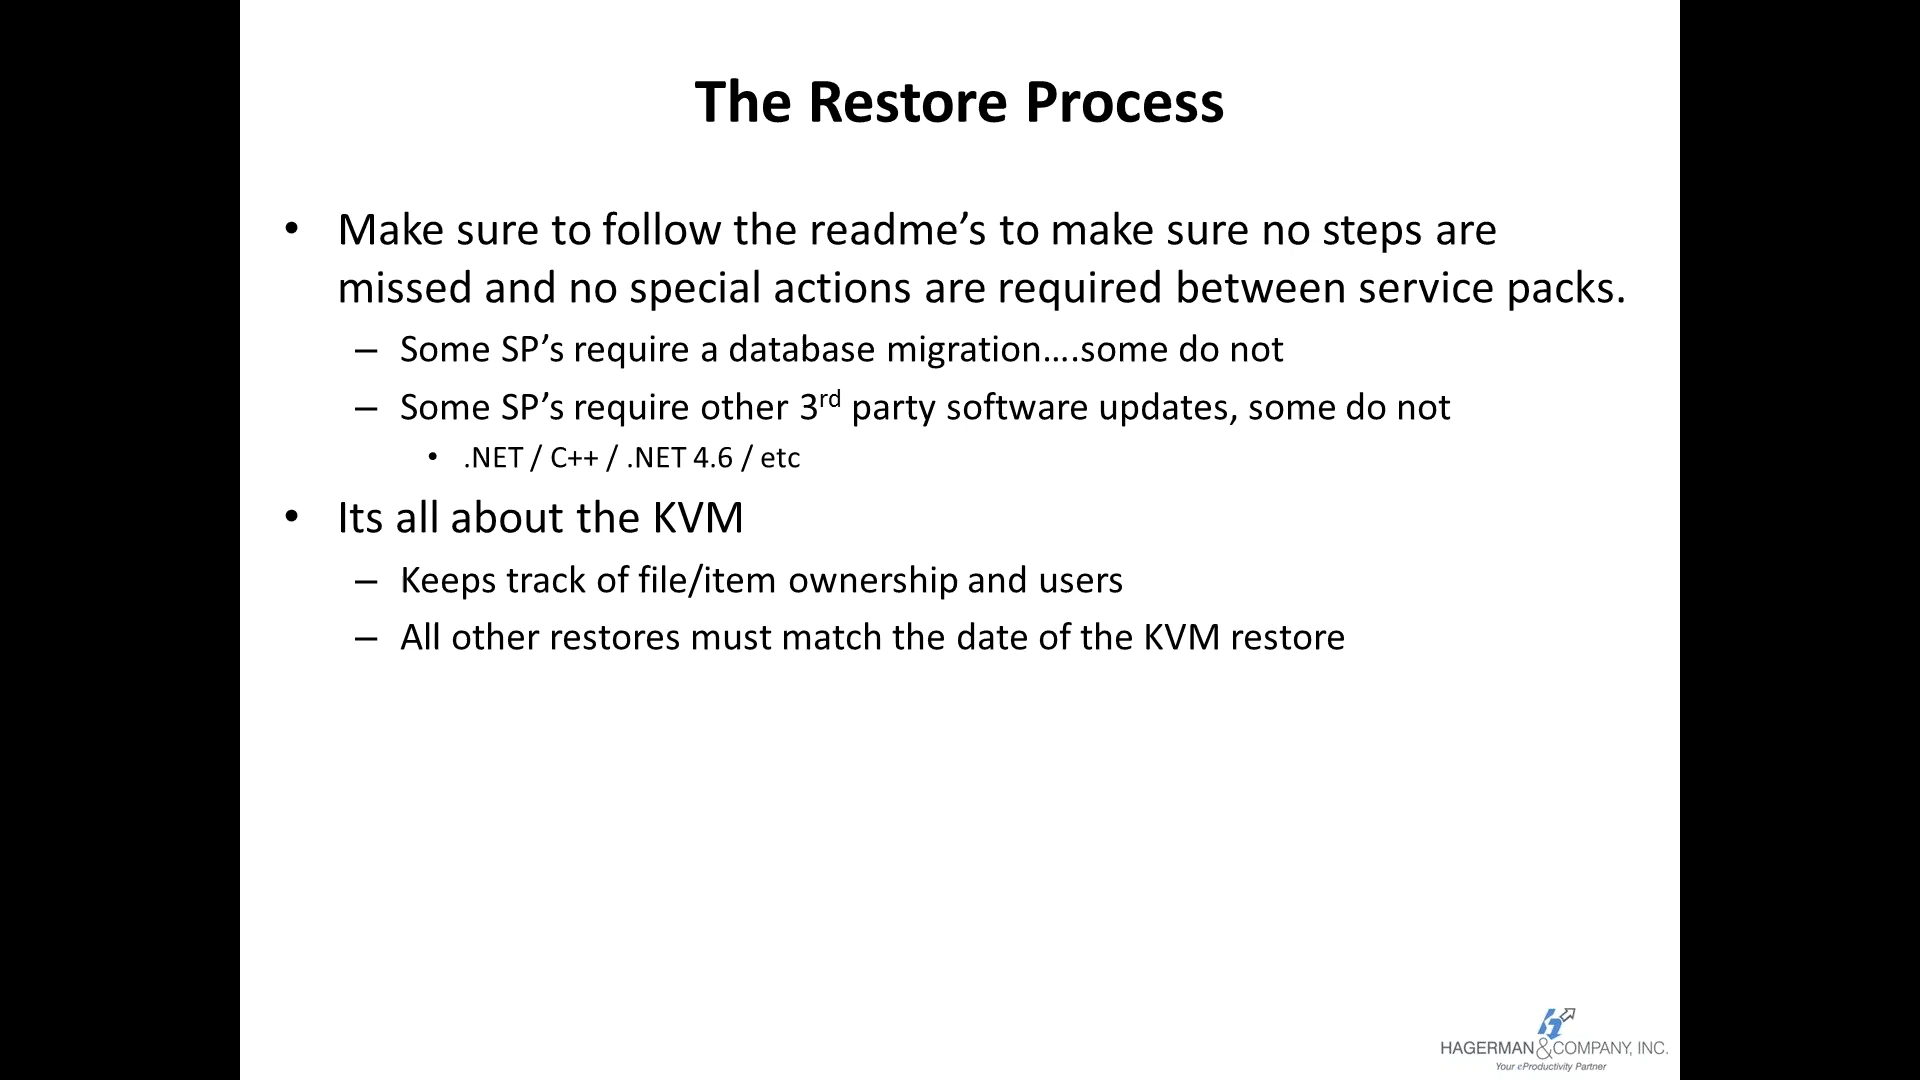 The Restore Process
• Make sure to follow the readme’s to make sure no steps are
missed and no special actions are required between service packs.
– Some SP’s require a database migration….some do not
– Some SP’s require other 3rd party software updates, some do not
• .NET / C++ / .NET 4.6 / etc
• Its all about the KVM
– Keeps track of file/item ownership and users
– All other restores must match the date of the KVM restore
HAGERMAN&COMPANY, INC.
Your eProductivity Partner